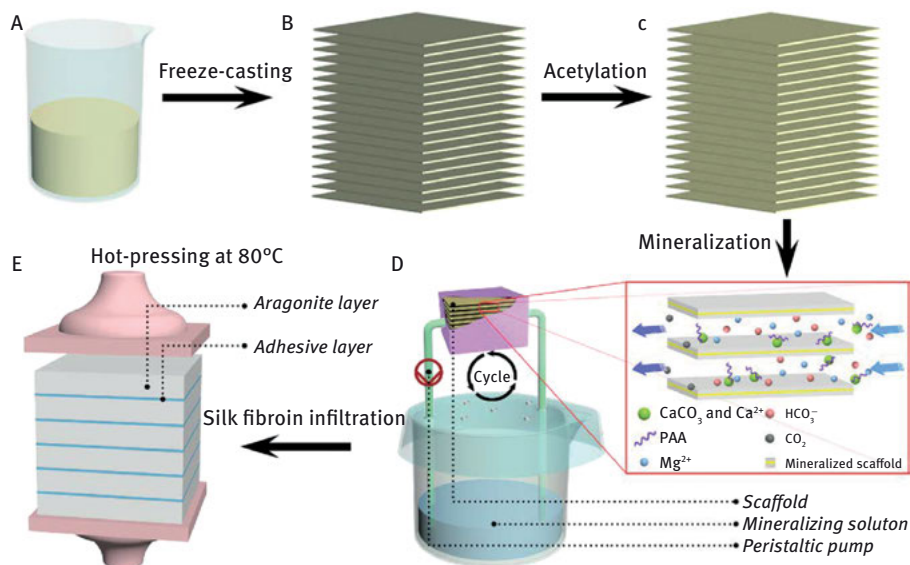 A
Freeze-casting
B
Acetylation
c
Mineralization
E
Hot-pressing at 80°C
Aragonite layer
Adhesive layer
Silk fibroin infiltration
D
Cycle
CaCO₃ and Ca²⁺
HCO₃⁻
PAA
CO₂
Mg²⁺
Mineralized scaffold
Scaffold
Mineralizing soluton
Peristaltic pump